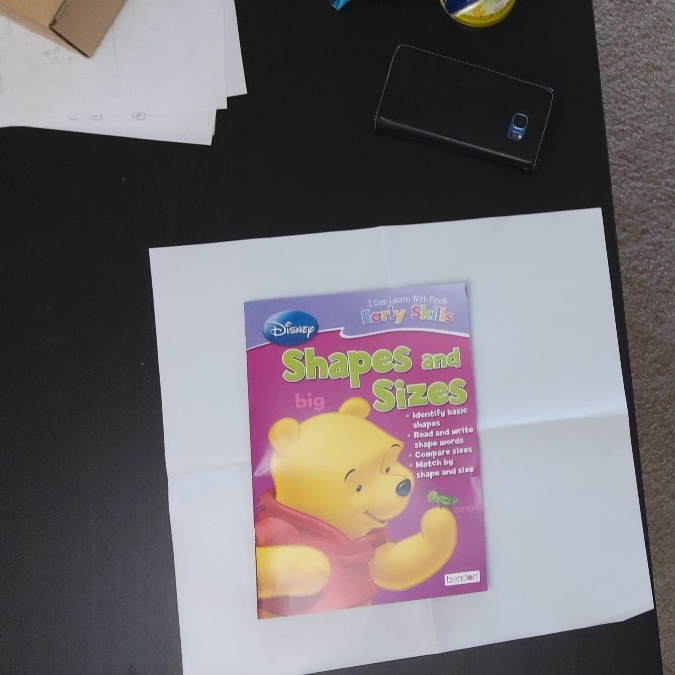 I Can Learn With Pooh
Early Skills
Disney
Shapes and
Sizes
big
• Identify basic
shapes
• Read and write
shape words
• Compare sizes
• Match by
shape and size
small
bendon